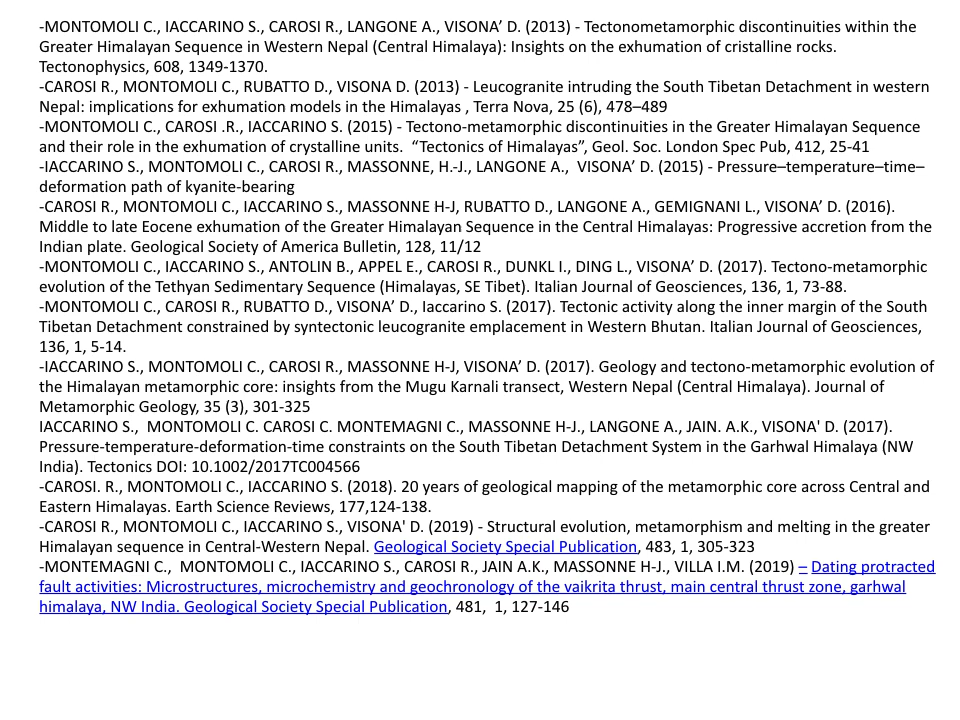 -MONTOMOLI C., IACCARINO S., CAROSI R., LANGONE A., VISONA’ D. (2013) - Tectonometamorphic discontinuities within the
Greater Himalayan Sequence in Western Nepal (Central Himalaya): Insights on the exhumation of cristalline rocks.
Tectonophysics, 608, 1349-1370.
-CAROSI R., MONTOMOLI C., RUBATTO D., VISONA D. (2013) - Leucogranite intruding the South Tibetan Detachment in western
Nepal: implications for exhumation models in the Himalayas , Terra Nova, 25 (6), 478–489
-MONTOMOLI C., CAROSI .R., IACCARINO S. (2015) - Tectono-metamorphic discontinuities in the Greater Himalayan Sequence
and their role in the exhumation of crystalline units.  “Tectonics of Himalayas”, Geol. Soc. London Spec Pub, 412, 25-41
-IACCARINO S., MONTOMOLI C., CAROSI R., MASSONNE, H.-J., LANGONE A.,  VISONA’ D. (2015) - Pressure–temperature–time–
deformation path of kyanite-bearing
-CAROSI R., MONTOMOLI C., IACCARINO S., MASSONNE H-J, RUBATTO D., LANGONE A., GEMIGNANI L., VISONA’ D. (2016).
Middle to late Eocene exhumation of the Greater Himalayan Sequence in the Central Himalayas: Progressive accretion from the
Indian plate. Geological Society of America Bulletin, 128, 11/12
-MONTOMOLI C., IACCARINO S., ANTOLIN B., APPEL E., CAROSI R., DUNKL I., DING L., VISONA’ D. (2017). Tectono-metamorphic
evolution of the Tethyan Sedimentary Sequence (Himalayas, SE Tibet). Italian Journal of Geosciences, 136, 1, 73-88.
-MONTOMOLI C., CAROSI R., RUBATTO D., VISONA’ D., Iaccarino S. (2017). Tectonic activity along the inner margin of the South
Tibetan Detachment constrained by syntectonic leucogranite emplacement in Western Bhutan. Italian Journal of Geosciences,
136, 1, 5-14.
-IACCARINO S., MONTOMOLI C., CAROSI R., MASSONNE H-J, VISONA’ D. (2017). Geology and tectono-metamorphic evolution of
the Himalayan metamorphic core: insights from the Mugu Karnali transect, Western Nepal (Central Himalaya). Journal of
Metamorphic Geology, 35 (3), 301-325
IACCARINO S.,  MONTOMOLI C. CAROSI C. MONTEMAGNI C., MASSONNE H-J., LANGONE A., JAIN. A.K., VISONA' D. (2017).
Pressure-temperature-deformation-time constraints on the South Tibetan Detachment System in the Garhwal Himalaya (NW
India). Tectonics DOI: 10.1002/2017TC004566
-CAROSI. R., MONTOMOLI C., IACCARINO S. (2018). 20 years of geological mapping of the metamorphic core across Central and
Eastern Himalayas. Earth Science Reviews, 177,124-138.
-CAROSI R., MONTOMOLI C., IACCARINO S., VISONA' D. (2019) - Structural evolution, metamorphism and melting in the greater
Himalayan sequence in Central-Western Nepal. Geological Society Special Publication, 483, 1, 305-323
-MONTEMAGNI C.,  MONTOMOLI C., IACCARINO S., CAROSI R., JAIN A.K., MASSONNE H-J., VILLA I.M. (2019) – Dating protracted
fault activities: Microstructures, microchemistry and geochronology of the vaikrita thrust, main central thrust zone, garhwal
himalaya, NW India. Geological Society Special Publication, 481,  1, 127-146